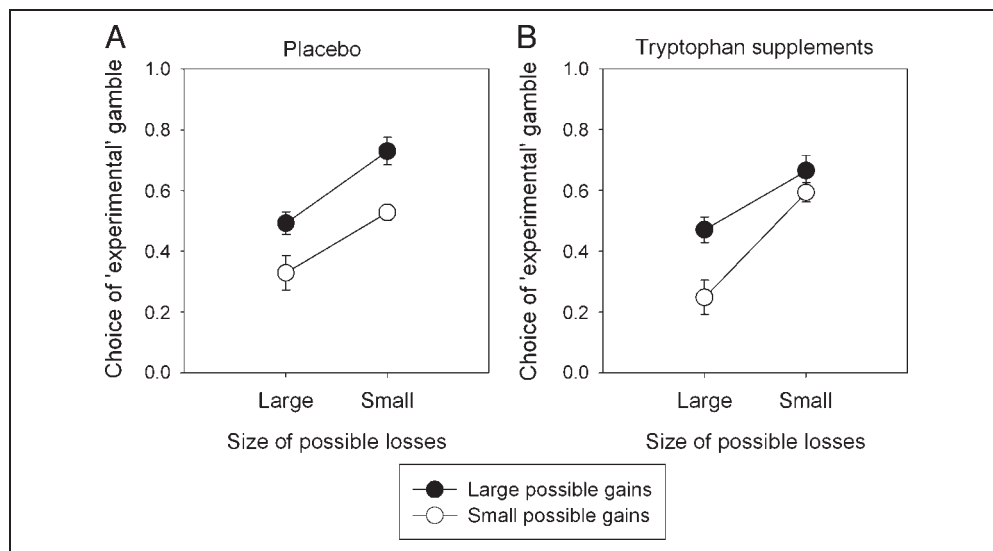 A
Placebo
Choice of 'experimental' gamble
1.0
0.8
0.6
0.4
0.2
0.0
Large Small
Size of possible losses
B
Tryptophan supplements
Choice of 'experimental' gamble
1.0
0.8
0.6
0.4
0.2
0.0
Large Small
Size of possible losses
Large possible gains
Small possible gains